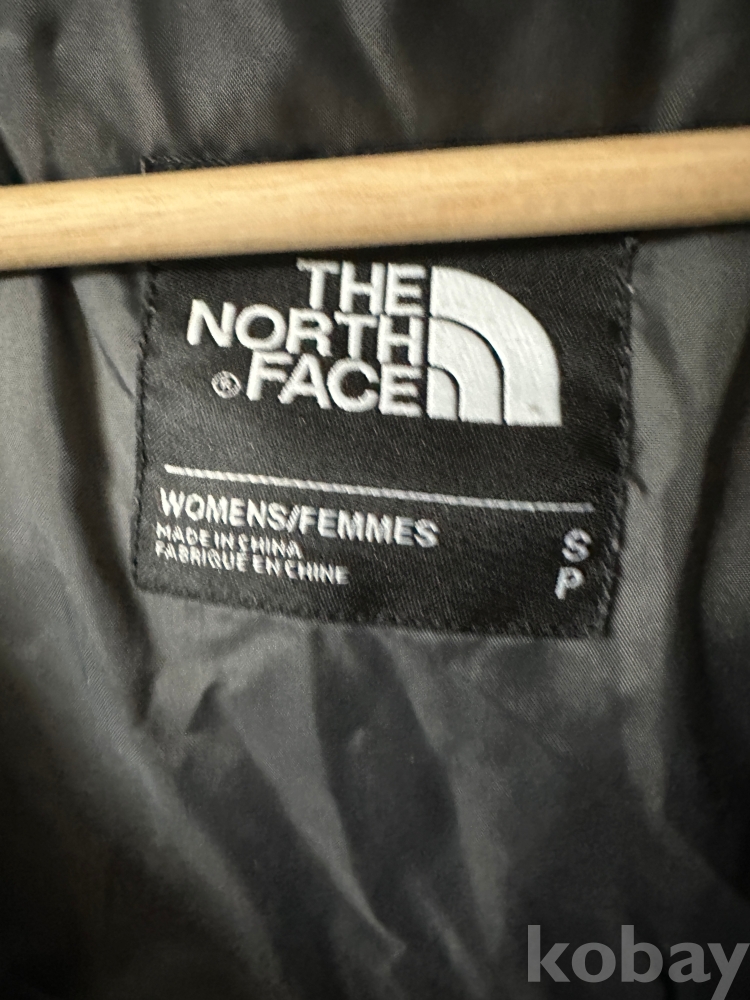 THE
NORTH
® FACE
WOMENS/FEMMES
MADE IN CHINA
FABRIQUÉ EN CHINE
S
P
kobay